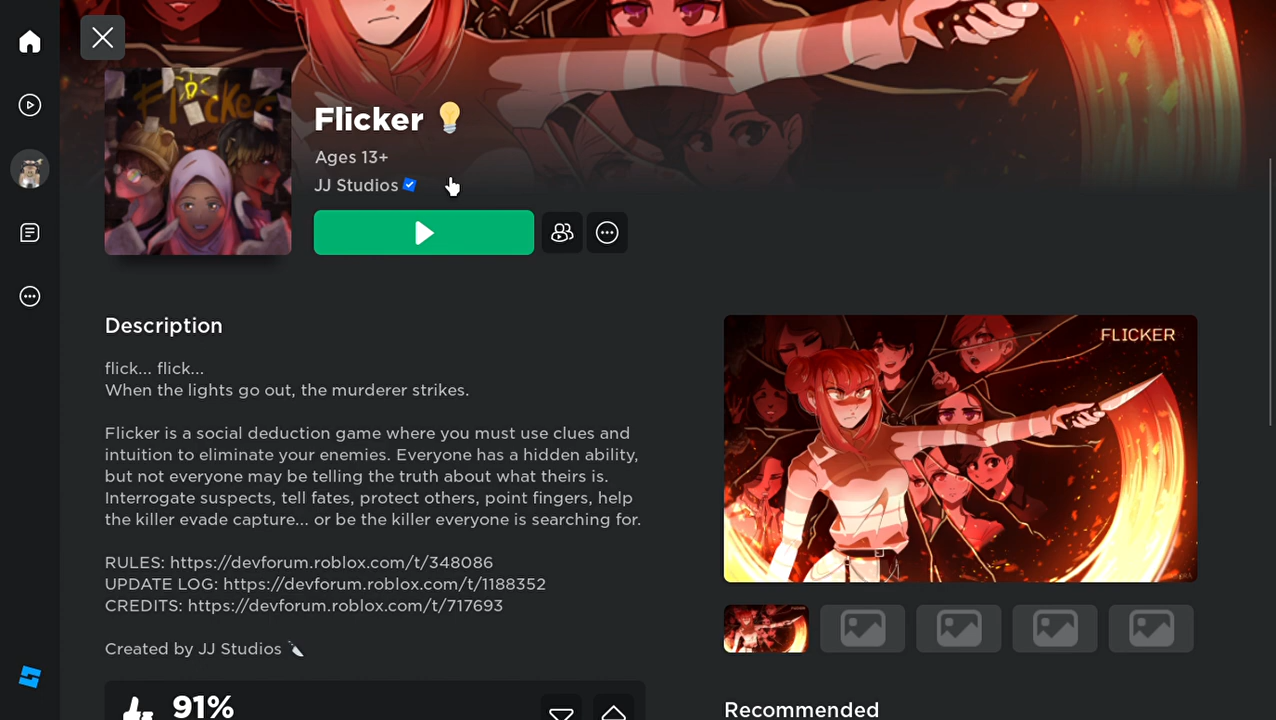 Flicker
Flicker 💡
Ages 13+
JJ Studios
Description
flick... flick...
When the lights go out, the murderer strikes.
Flicker is a social deduction game where you must use clues and
intuition to eliminate your enemies. Everyone has a hidden ability,
but not everyone may be telling the truth about what theirs is.
Interrogate suspects, tell fates, protect others, point fingers, help
the killer evade capture... or be the killer everyone is searching for.
RULES: https://devforum.roblox.com/t/348086
UPDATE LOG: https://devforum.roblox.com/t/1188352
CREDITS: https://devforum.roblox.com/t/717693
Created by JJ Studios 🔪
91%
FLICKER
Recommended